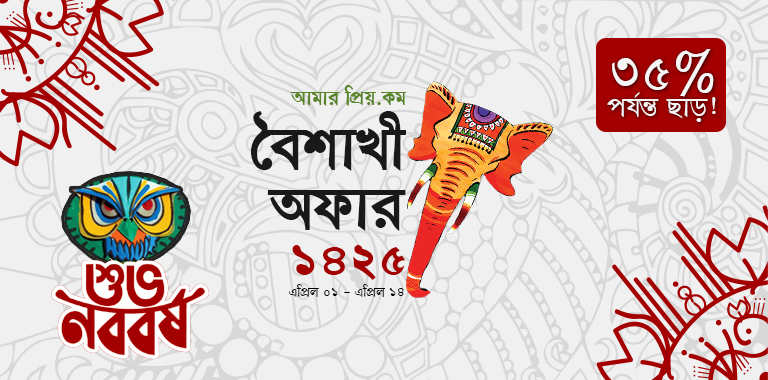 ৩৫%
পর্যন্ত ছাড়!
আমার প্রিয়.কম
বৈশাখী
অফার
১৪২৫
এপ্রিল ০১ - এপ্রিল ১৪
শুভ
নববর্ষ